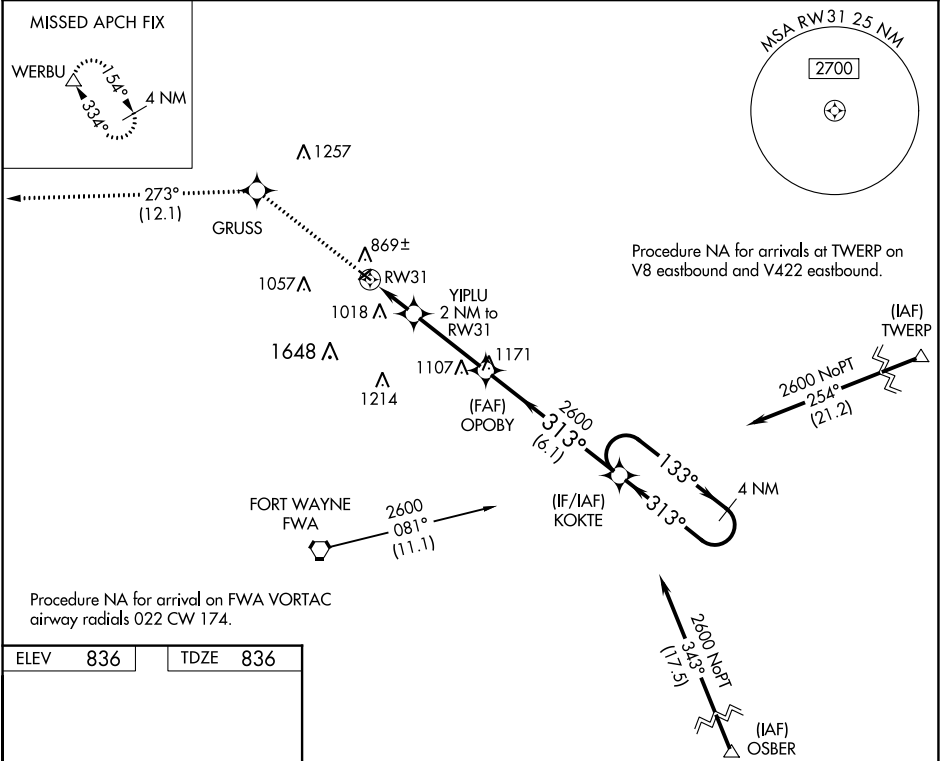 MISSED APCH FIX
WERBU
154°
334°
4 NM
MSA RW31 25 NM
2700
1257
273°
(12.1)
GRUSS
869±
RW31
1057
1018
YIPLU
2 NM to
RW31
Procedure NA for arrivals at TWERP on
V8 eastbound and V422 eastbound.
1648
1107
1171
1214
(FAF)
OPOBY
(IAF)
TWERP
2600 NoPT
254°
(21.2)
2600
313°
(6.1)
133°
313°
4 NM
(IF/IAF)
KOKTE
FORT WAYNE
FWA
2600
081°
(11.1)
Procedure NA for arrival on FWA VORTAC
airway radials 022 CW 174.
2600 NoPT
343°
(17.5)
(IAF)
OSBER
ELEV 836
TDZE 836